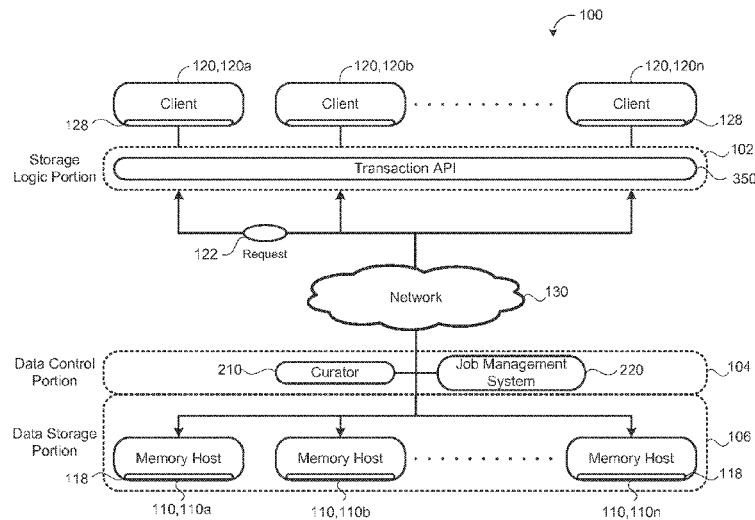 100
120,120a
120,120b
120,120n
Client
Client
Client
128
128
102
Storage
Logic Portion
Transaction API
350
122
Request
Network
130
Data Control
Portion
210
Curator
Job Management
System
220
104
Data Storage
Portion
106
Memory Host
Memory Host
Memory Host
118
118
110,110a
110,110b
110,110n